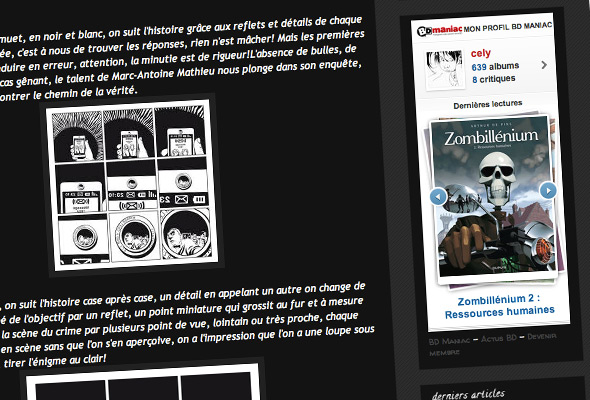 muet, en noir et blanc, on suit l'histoire grâce aux reflets et détails de chaque
ée, c'est à nous de trouver les réponses, rien n'est mâcher! Mais les premières
duire en erreur, attention, la minutie est de rigueur!L'absence de bulles, de
cas gênant, le talent de Marc-Antoine Mathieu nous plonge dans son enquête,
ontrer le chemin de la vérité.
, on suit l'histoire case après case, un détail en appelant un autre on change de
é de l'objectif par un reflet, un point miniature qui grossit au fur et à mesure
la scène du crime par plusieurs point de vue, lointain ou très proche, chaque
en scène sans que l'on s'en aperçoive, on a l'impression que l'on a une loupe sous
tirer l'énigme au clair!
BDmaniac MON PROFIL BD MANIAC
cely
639 albums
8 critiques
Dernières lectures
ARTHUR DE PINS
Zombillénium
2. Ressources humaines
DUPUIS
Zombillénium 2 :
Ressources humaines
BD Maniac – Actus BD – Devenir
membre
derniers articles